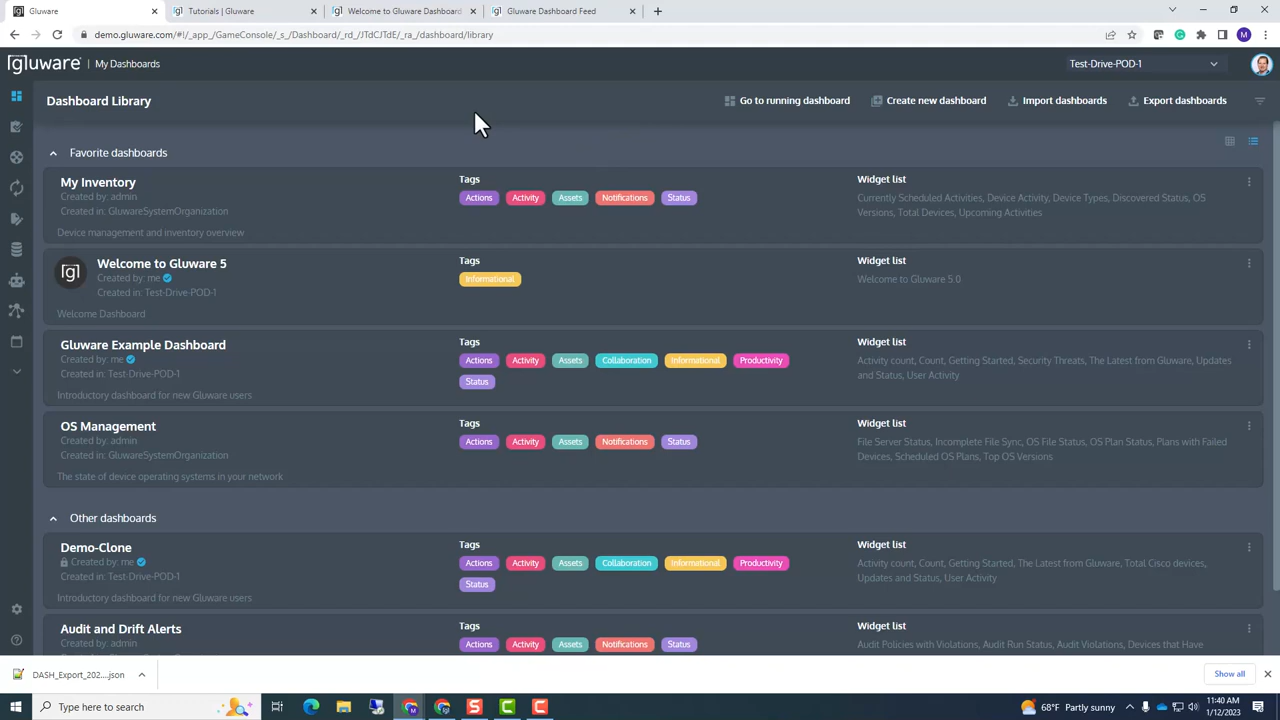 Gluware
Tutorials | Gluware
Welcome to Gluware Dashboard
Gluware Dashboard Feed
demo.gluware.com/#!/_app_/GameConsole/_s_/Dashboard/_rd_/JTdCJTdE/_ra_/dashboard/library
M
[gluware]
My Dashboards
Test-Drive-POD-1
Dashboard Library
Go to running dashboard
Create new dashboard
Import dashboards
Export dashboards
Favorite dashboards
My Inventory
Created by: admin
Created in: GluwareSystemOrganization
Device management and inventory overview
Tags
Actions Activity Assets Notifications Status
Widget list
Currently Scheduled Activities, Device Activity, Device Types, Discovered Status, OS
Versions, Total Devices, Upcoming Activities
[g]
Welcome to Gluware 5
Created by: me
Created in: Test-Drive-POD-1
Welcome Dashboard
Tags
Informational
Widget list
Welcome to Gluware 5.0
Gluware Example Dashboard
Created by: me
Created in: Test-Drive-POD-1
Introductory dashboard for new Gluware users
Tags
Actions Activity Assets Collaboration Informational Productivity
Status
Widget list
Activity count, Count, Getting Started, Security Threats, The Latest from Gluware, Updates
and Status, User Activity
OS Management
Created by: admin
Created in: GluwareSystemOrganization
The state of device operating systems in your network
Tags
Actions Activity Assets Notifications Status
Widget list
File Server Status, Incomplete File Sync, OS File Status, OS Plan Status, Plans with Failed
Devices, Scheduled OS Plans, Top OS Versions
Other dashboards
Demo-Clone
Created by: me
Created in: Test-Drive-POD-1
Introductory dashboard for new Gluware users
Tags
Actions Activity Assets Collaboration Informational Productivity
Status
Widget list
Activity count, Count, Getting Started, The Latest from Gluware, Total Cisco devices,
Updates and Status, User Activity
Audit and Drift Alerts
Created by: admin
Tags
Actions Activity Assets Notifications Status
Widget list
Audit Policies with Violations, Audit Run Status, Audit Violations, Devices that Have
DASH_Export_202....json
Show all
Type here to search
68°F Partly sunny
11:40 AM
1/12/2023